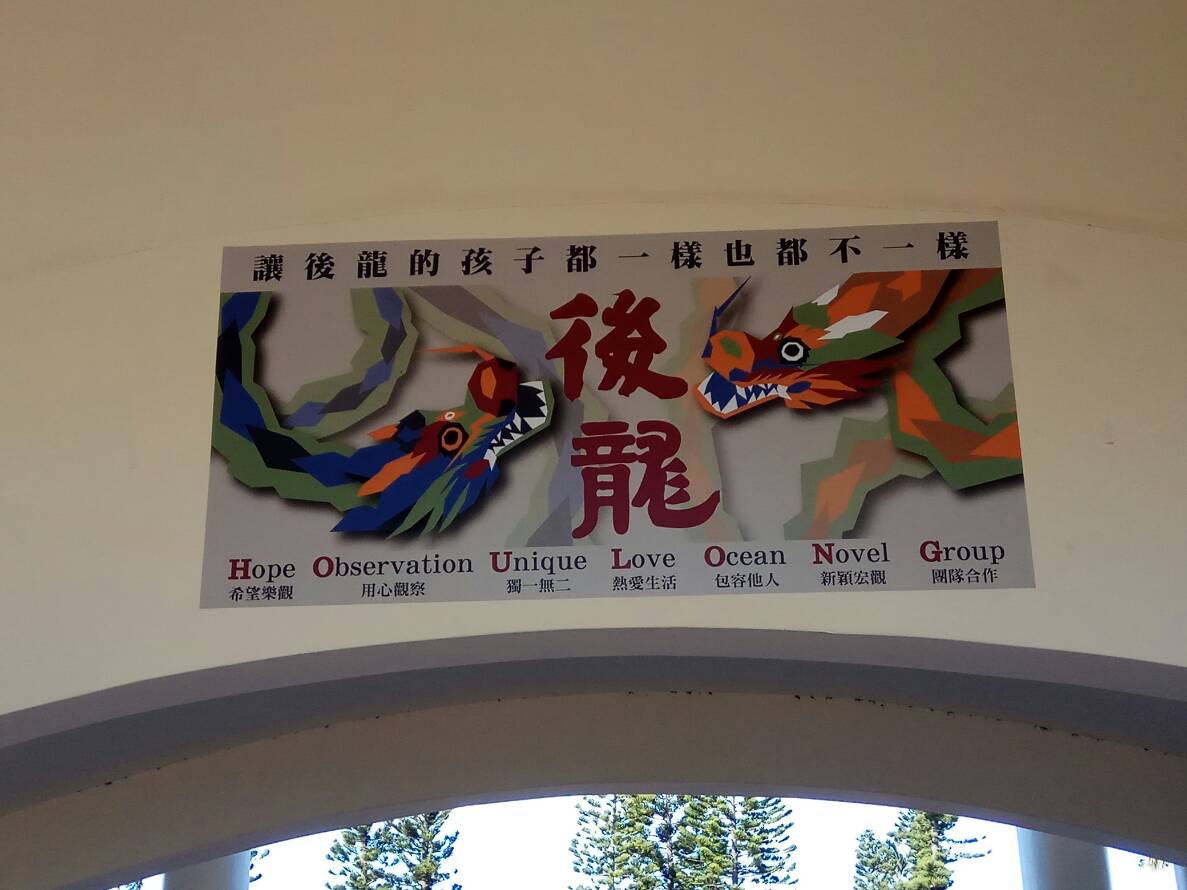 讓後龍的孩子都一樣也都不一樣
後龍
Hope Observation Unique Love Ocean Novel Group
希望樂觀 用心觀察 獨一無二 熱愛生活 包容他人 新穎宏觀 團隊合作